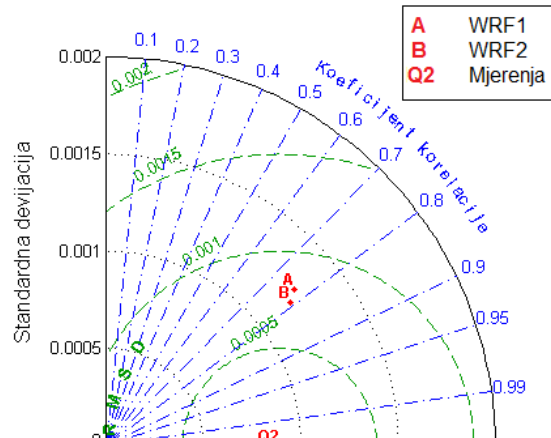 A WRF1
B WRF2
Q2 Mjerenja
Standardna devijacija
0.002
0.0015
0.001
0.0005
0.1
0.2
0.3
0.4
0.5
0.6
0.7
0.8
0.9
0.95
0.99
Koeficijent korelacije
0.002
0.0015
0.001
0.0005
R M S D
A
B
Q2